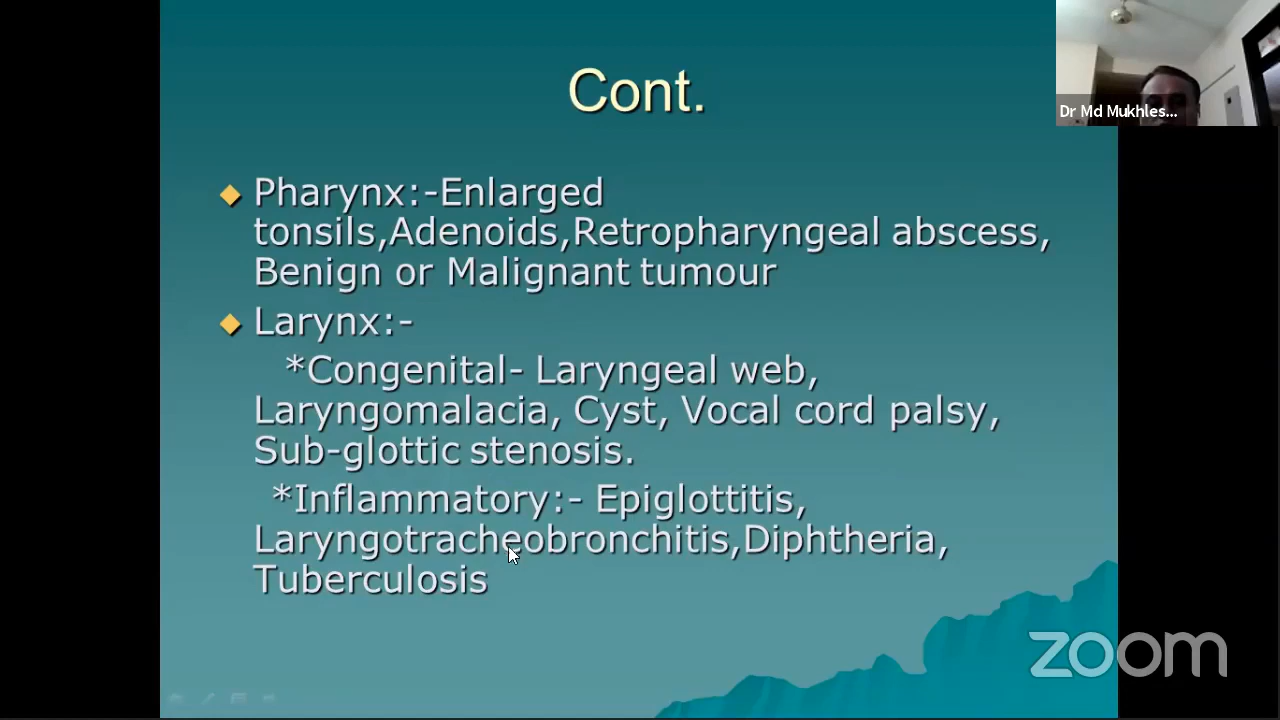 Cont.
Dr Md Mukhles...
Pharynx:-Enlarged
tonsils,Adenoids,Retropharyngeal abscess,
Benign or Malignant tumour
Larynx:-
*Congenital- Laryngeal web,
Laryngomalacia, Cyst, Vocal cord palsy,
Sub-glottic stenosis.
*Inflammatory:- Epiglottitis,
Laryngotracheobronchitis,Diphtheria,
Tuberculosis
zoom